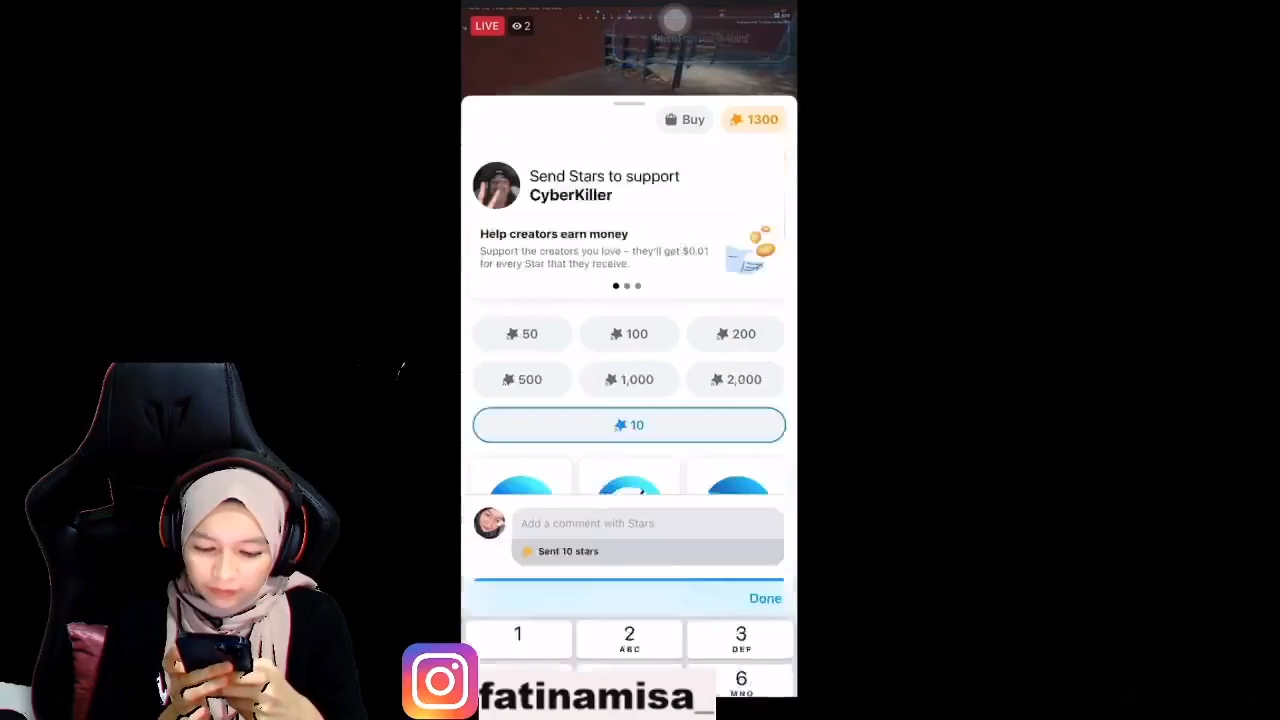 LIVE 2
Buy 1300
Send Stars to support
CyberKiller
Help creators earn money
Support the creators you love – they'll get $0.01
for every Star that they receive.
50 100 200
500 1,000 2,000
10
Add a comment with Stars
Sent 10 stars
Done
1 2 3
ABC DEF
6
MNO
fatinamisa_